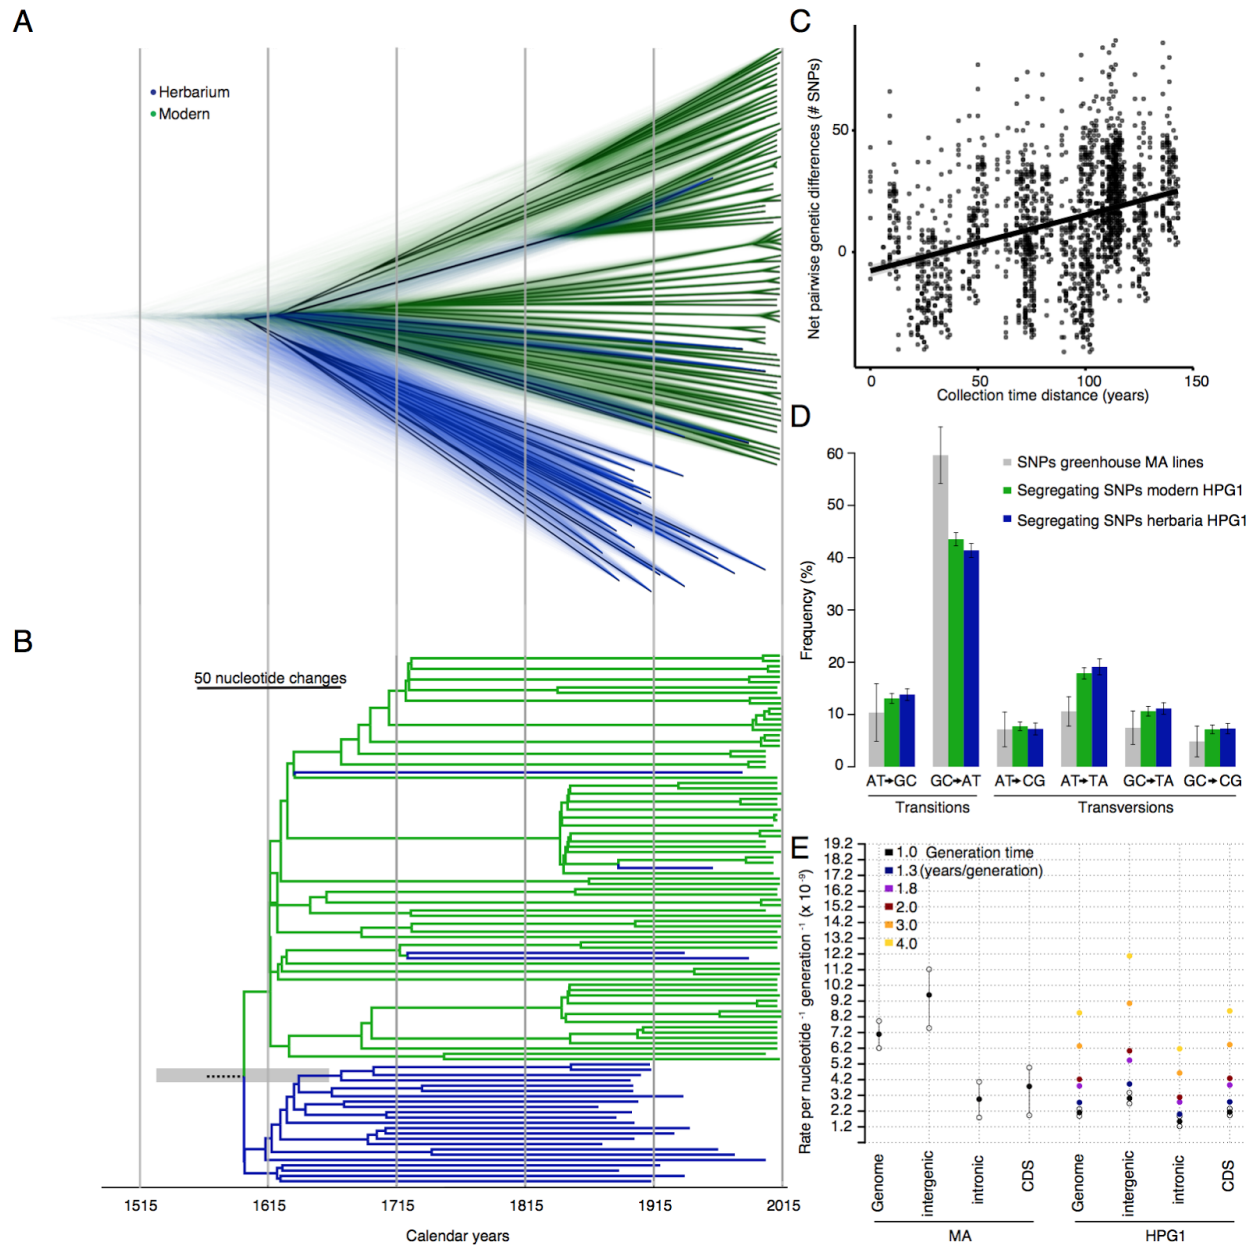 A
Herbarium
Modern
B
50 nucleotide changes
1515
1615
1715
1815
1915
2015
Calendar years
C
Net pairwise genetic differences (# SNPs)
50
0
0
50
100
150
Collection time distance (years)
D
Frequency (%)
60
50
40
30
20
10
0
SNPs greenhouse MA lines
Segregating SNPs modern HPG1
Segregating SNPs herbaria HPG1
AT→GC
GC→AT
AT→CG
AT→TA
GC→TA
GC→CG
Transitions
Transversions
E
Rate per nucleotide ⁻¹ generation ⁻¹ (x 10⁻⁹)
19.2
18.2
17.2
16.2
15.2
14.2
13.2
12.2
11.2
10.2
9.2
8.2
7.2
6.2
5.2
4.2
3.2
2.2
1.2
1.0 Generation time
1.3 (years/generation)
1.8
2.0
3.0
4.0
Genome
intergenic
intronic
CDS
Genome
intergenic
intronic
CDS
MA
HPG1